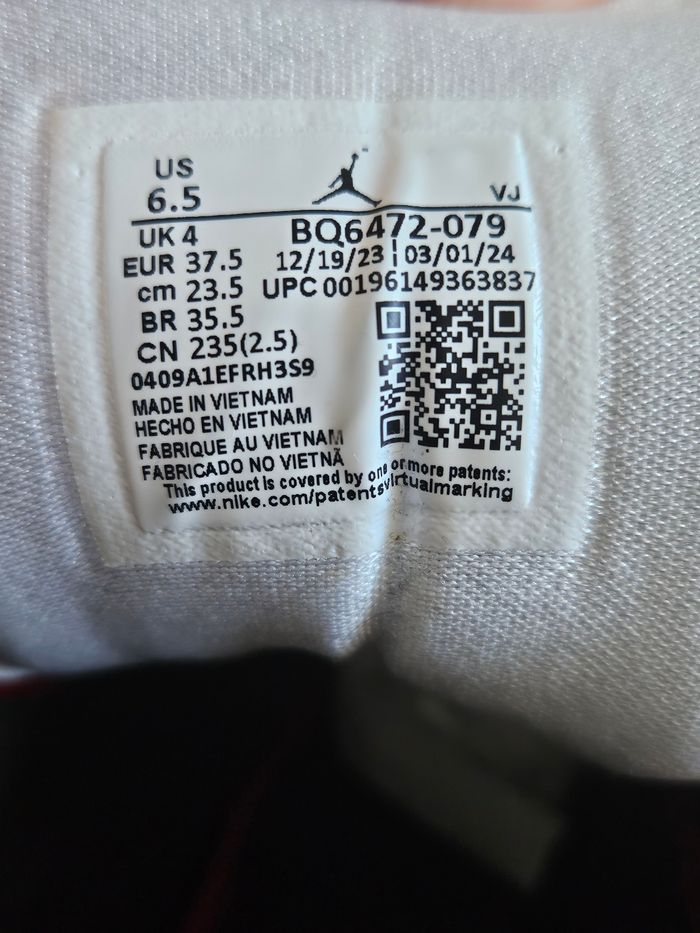 US
6.5
VJ
UK 4
BQ6472-079
EUR 37.5
12/19/23 | 03/01/24
cm 23.5
UPC 00196149363837
BR 35.5
CN 235(2.5)
0409A1EFRH3S9
MADE IN VIETNAM
HECHO EN VIETNAM
FABRIQUE AU VIETNAM
FABRICADO NO VIETNÃ
This product is covered by one or more patents:
www.nike.com/patentsvirtualmarking